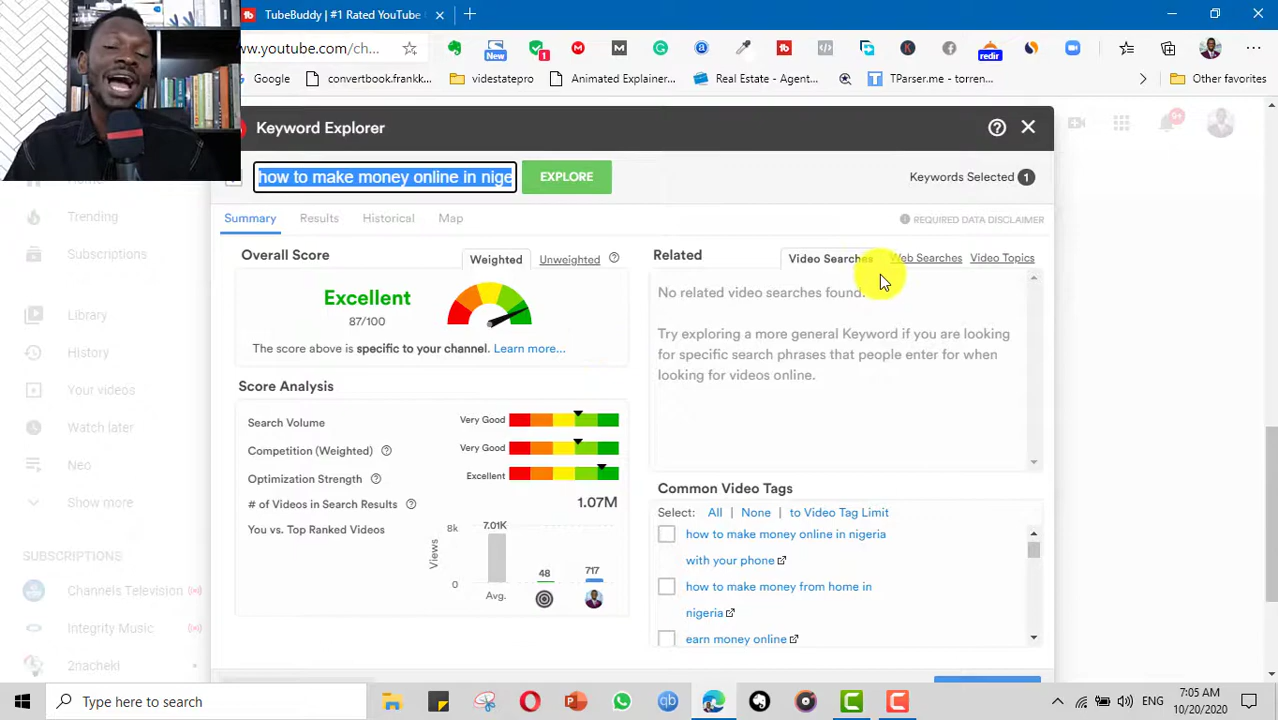 TubeBuddy | #1 Rated YouTube C
ww.youtube.com/ch...
New
1
redir
Google
convertbook.frankk...
videstatepro
Animated Explainer...
Real Estate - Agent...
TParser.me - torren...
Other favorites
Keyword Explorer
9+
how to make money online in nige
EXPLORE
Keywords Selected 1
Summary
Results
Historical
Map
REQUIRED DATA DISCLAIMER
Trending
Subscriptions
Library
History
Your videos
Watch later
Neo
Show more
SUBSCRIPTIONS
Channels Television
Integrity Music
2nacheki
Overall Score
Weighted
Unweighted
Excellent
87/100
The score above is specific to your channel. Learn more...
Score Analysis
Search Volume
Very Good
Competition (Weighted)
Very Good
Optimization Strength
Excellent
# of Videos in Search Results
1.07M
You vs. Top Ranked Videos
Views
8k
0
7.01K
48
717
Avg.
Related
Video Searches
Web Searches
Video Topics
No related video searches found.
Try exploring a more general Keyword if you are looking
for specific search phrases that people enter for when
looking for videos online.
Common Video Tags
Select: All | None | to Video Tag Limit
how to make money online in nigeria
with your phone
how to make money from home in
nigeria
earn money online
Type here to search
ENG
7:05 AM
10/20/2020